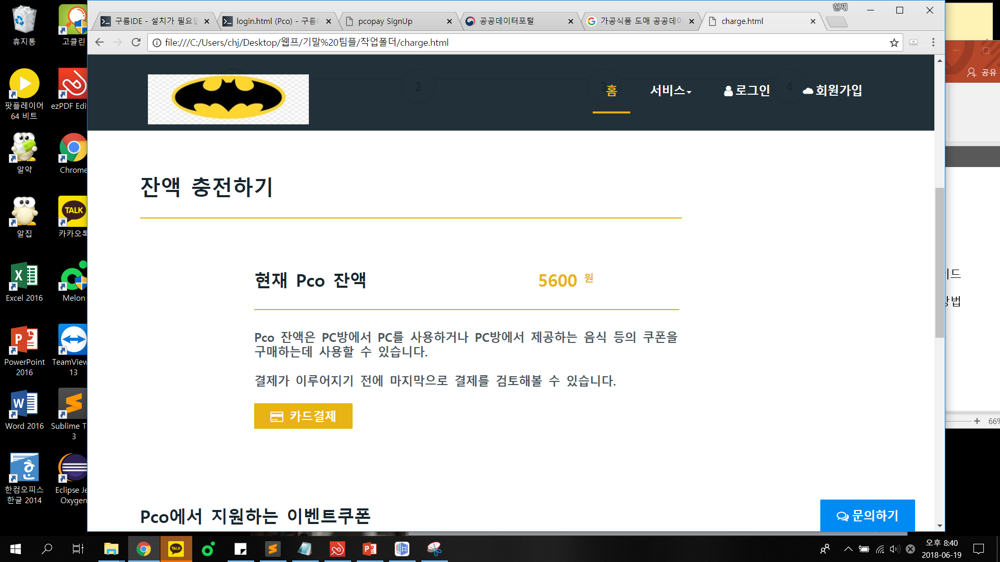 현재
구름IDE - 설치가 필요없
login.html (Pco) - 구름I
pcopay SignUp
공공데이터포털
가공식품 도매 공공데이
charge.html
file:///C:/Users/chj/Desktop/웹프/기말%20팀플/작업폴더/charge.html
휴지통
고클린
팟플레이어
64 비트
ezPDF Edi
알약
Chrome
알집
TALK
카카오톡
Excel 2016
Melon
PowerPoint
2016
TeamView
13
Word 2016
Sublime T
3
한컴오피스
한글 2014
Eclipse Je
Oxygen
2
3
4
홈
서비스
로그인
회원가입
잔액 충전하기
현재 Pco 잔액
5600 원
Pco 잔액은 PC방에서 PC를 사용하거나 PC방에서 제공하는 음식 등의 쿠폰을
구매하는데 사용할 수 있습니다.
결제가 이루어지기 전에 마지막으로 결제를 검토해볼 수 있습니다.
카드결제
Pco에서 지원하는 이벤트쿠폰
문의하기
공유
이드
방법
66%
TALK
오후 8:40
2018-06-19